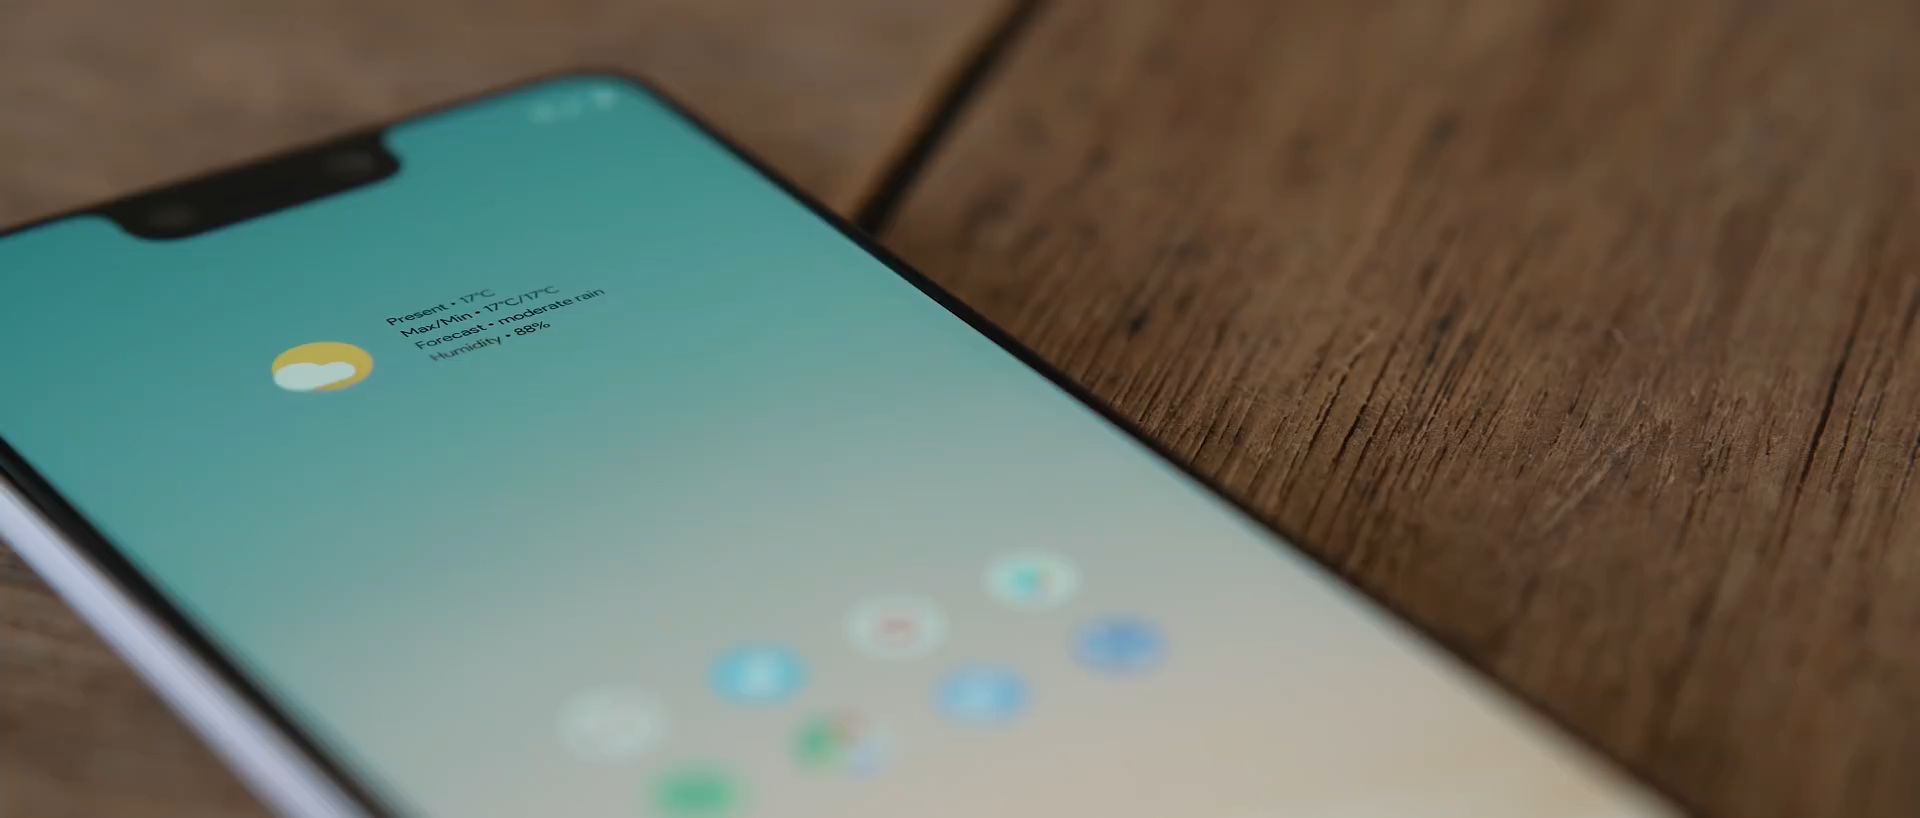 Present • 17°C
Max/Min • 17°C/17°C
Forecast • moderate rain
Humidity • 88%